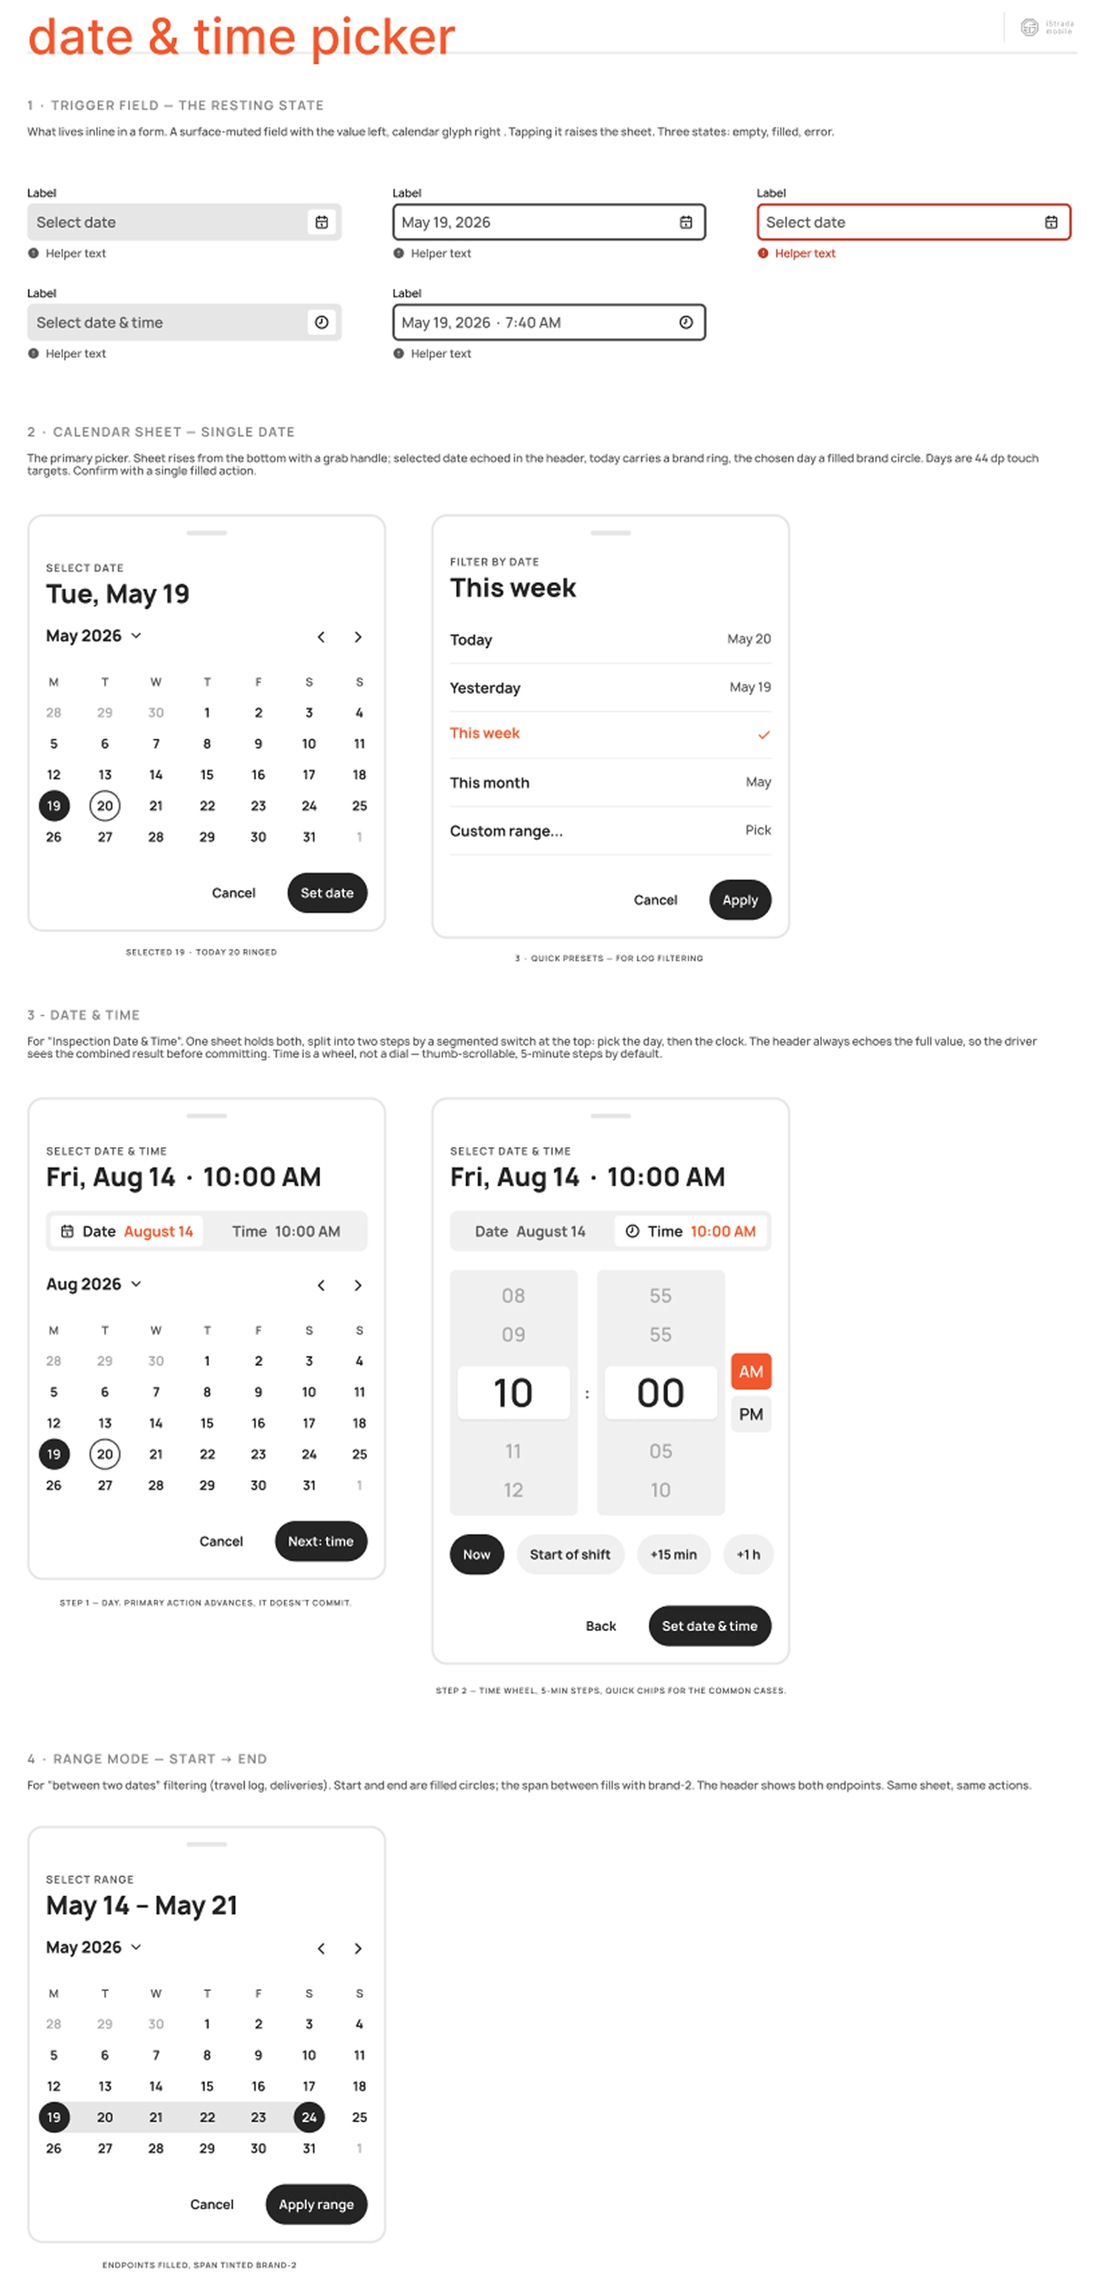 date & time picker
iStrada
mobile
1 · TRIGGER FIELD — THE RESTING STATE
What lives inline in a form. A surface-muted field with the value left, calendar glyph right . Tapping it raises the sheet. Three states: empty, filled, error.
Label
Select date
Helper text
Label
May 19, 2026
Helper text
Label
Select date
Helper text
Label
Select date & time
Helper text
Label
May 19, 2026 · 7:40 AM
Helper text
2 · CALENDAR SHEET — SINGLE DATE
The primary picker. Sheet rises from the bottom with a grab handle; selected date echoed in the header, today carries a brand ring, the chosen day a filled brand circle. Days are 44 dp touch
targets. Confirm with a single filled action.
SELECT DATE
Tue, May 19
May 2026
M T W T F S S
28 29 30 1 2 3 4
5 6 7 8 9 10 11
12 13 14 15 16 17 18
19 20 21 22 23 24 25
26 27 28 29 30 31 1
Cancel Set date
SELECTED 19 · TODAY 20 RINGED
FILTER BY DATE
This week
Today May 20
Yesterday May 19
This week
This month May
Custom range... Pick
Cancel Apply
3 · QUICK PRESETS — FOR LOG FILTERING
3 - DATE & TIME
For "Inspection Date & Time". One sheet holds both, split into two steps by a segmented switch at the top: pick the day, then the clock. The header always echoes the full value, so the driver
sees the combined result before committing. Time is a wheel, not a dial — thumb-scrollable, 5-minute steps by default.
SELECT DATE & TIME
Fri, Aug 14 · 10:00 AM
Date August 14 Time 10:00 AM
Aug 2026
M T W T F S S
28 29 30 1 2 3 4
5 6 7 8 9 10 11
12 13 14 15 16 17 18
19 20 21 22 23 24 25
26 27 28 29 30 31 1
Cancel Next: time
STEP 1 — DAY. PRIMARY ACTION ADVANCES, IT DOESN'T COMMIT.
SELECT DATE & TIME
Fri, Aug 14 · 10:00 AM
Date August 14 Time 10:00 AM
08 55
09 55
10 : 00
11 05
12 10
AM
PM
Now Start of shift +15 min +1 h
Back Set date & time
STEP 2 — TIME WHEEL, 5-MIN STEPS, QUICK CHIPS FOR THE COMMON CASES.
4 · RANGE MODE — START → END
For "between two dates" filtering (travel log, deliveries). Start and end are filled circles; the span between fills with brand-2. The header shows both endpoints. Same sheet, same actions.
SELECT RANGE
May 14 – May 21
May 2026
M T W T F S S
28 29 30 1 2 3 4
5 6 7 8 9 10 11
12 13 14 15 16 17 18
19 20 21 22 23 24 25
26 27 28 29 30 31 1
Cancel Apply range
ENDPOINTS FILLED, SPAN TINTED BRAND-2